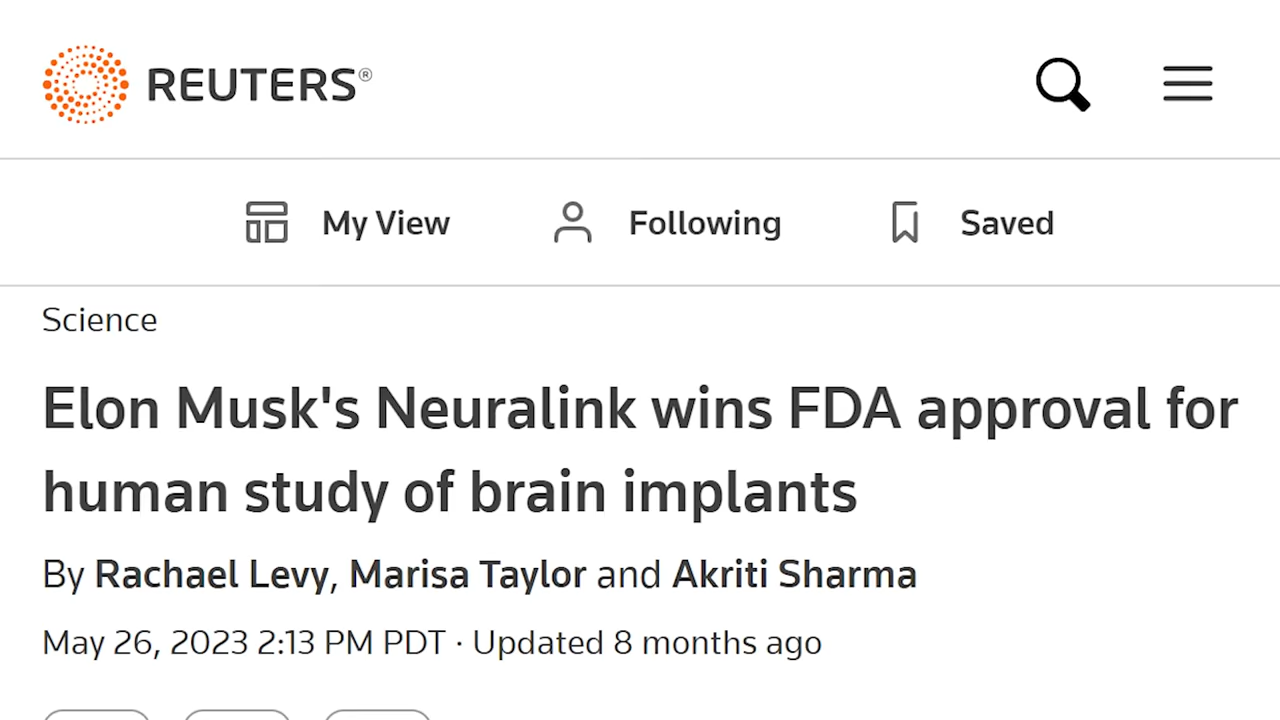 REUTERS®
My View
Following
Saved
Science
Elon Musk's Neuralink wins FDA approval for
human study of brain implants
By Rachael Levy, Marisa Taylor and Akriti Sharma
May 26, 2023 2:13 PM PDT · Updated 8 months ago